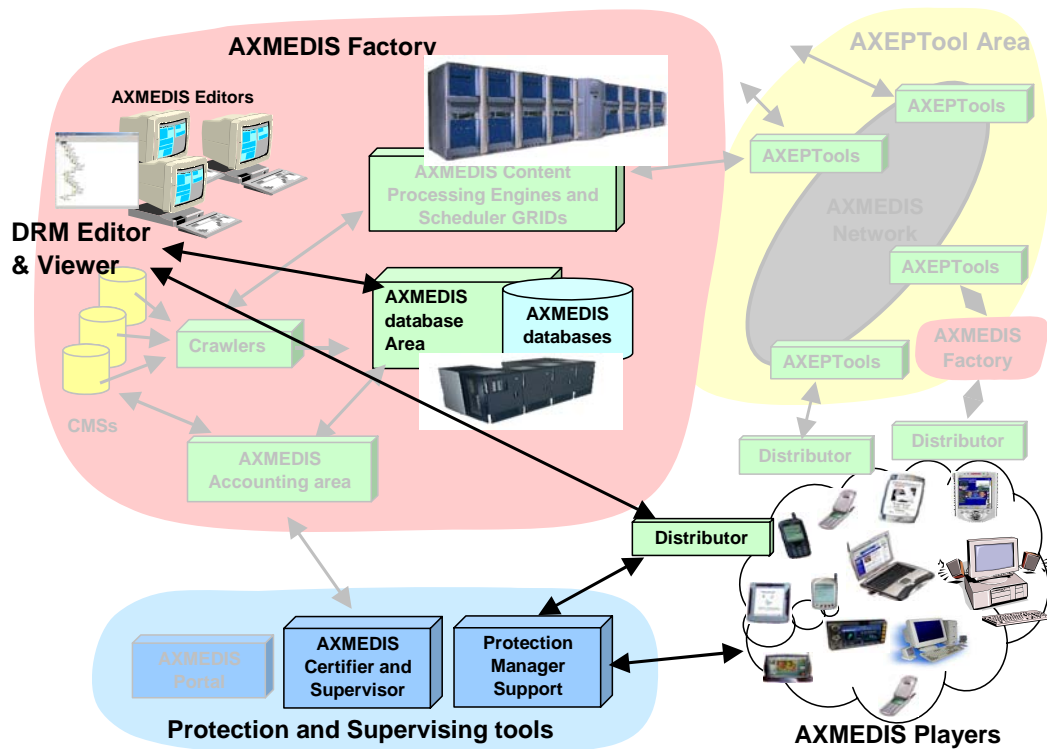 AXMEDIS Factory
AXEPTool Area
AXMEDIS Editors
AXEPTools
AXEPTools
AXMEDIS Content
Processing Engines and
Scheduler GRIDs
AXMEDIS
Network
DRM Editor
& Viewer
AXEPTools
AXMEDIS
database
Area
AXMEDIS
databases
Crawlers
AXMEDIS
Factory
AXEPTools
CMSs
Distributor
Distributor
AXMEDIS
Accounting area
Distributor
AXMEDIS
Portal
AXMEDIS
Certifier and
Supervisor
Protection
Manager
Support
Protection and Supervising tools
AXMEDIS Players